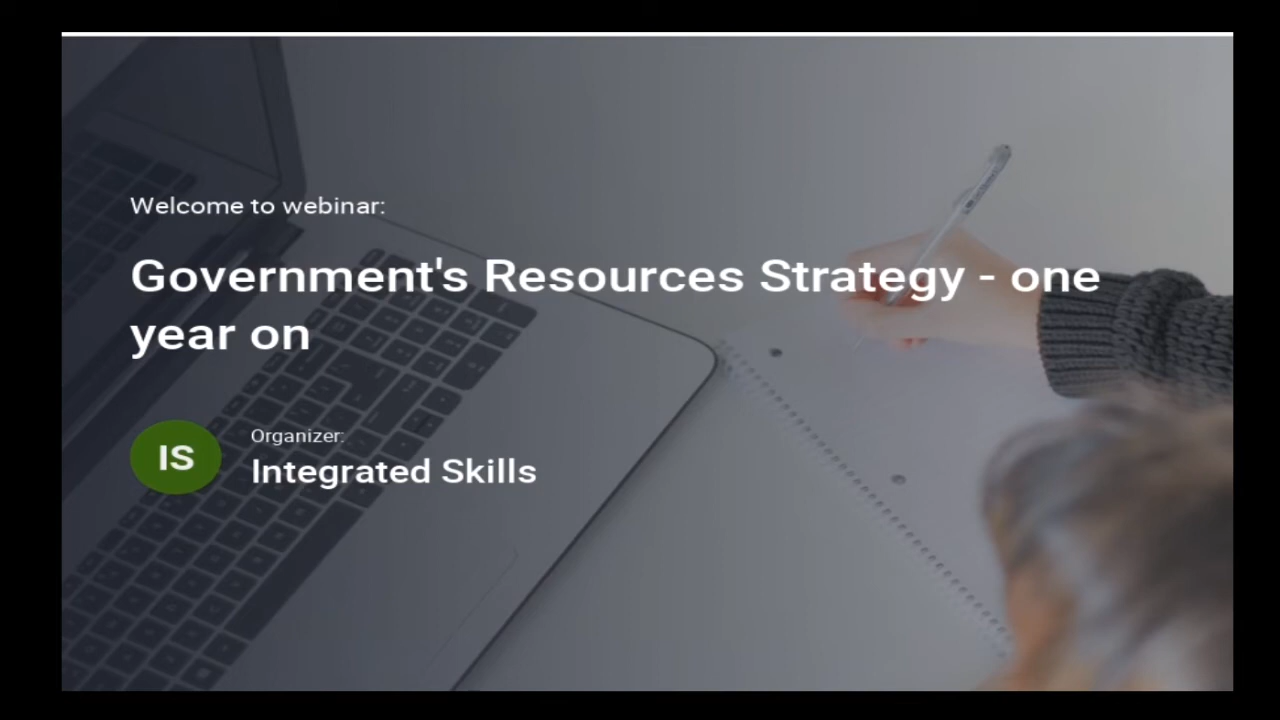 Welcome to webinar:
Government's Resources Strategy - one
year on
IS
Organizer:
Integrated Skills